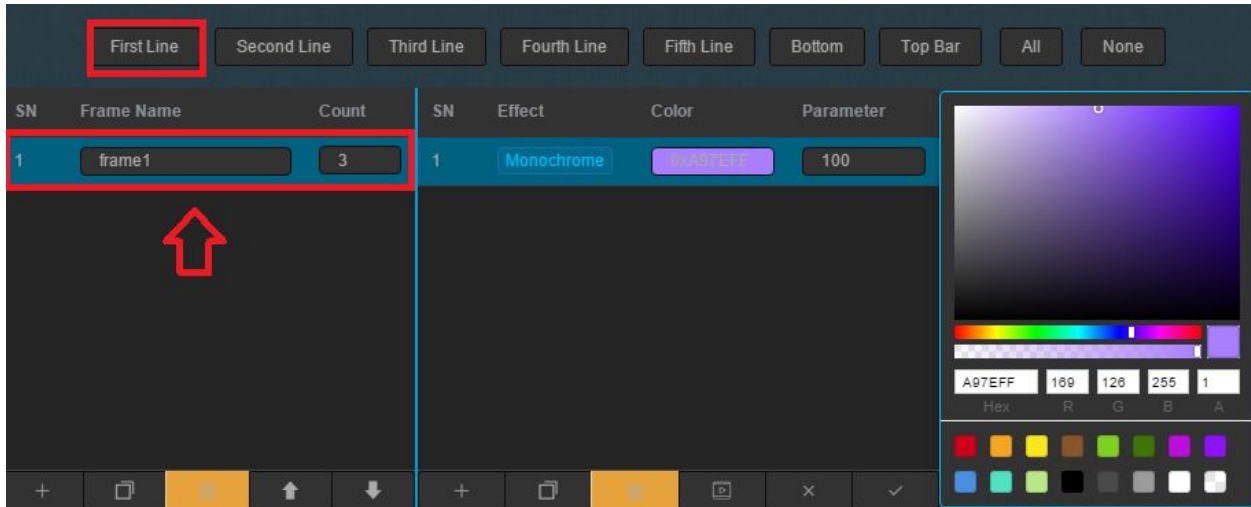 First Line Second Line Third Line Fourth Line Fifth Line Bottom Top Bar All None
SN Frame Name Count SN Effect Color Parameter
1 frame1 3 1 Monochrome 0xA97EFF 100
A97EFF 169 126 255 1
Hex R G B A